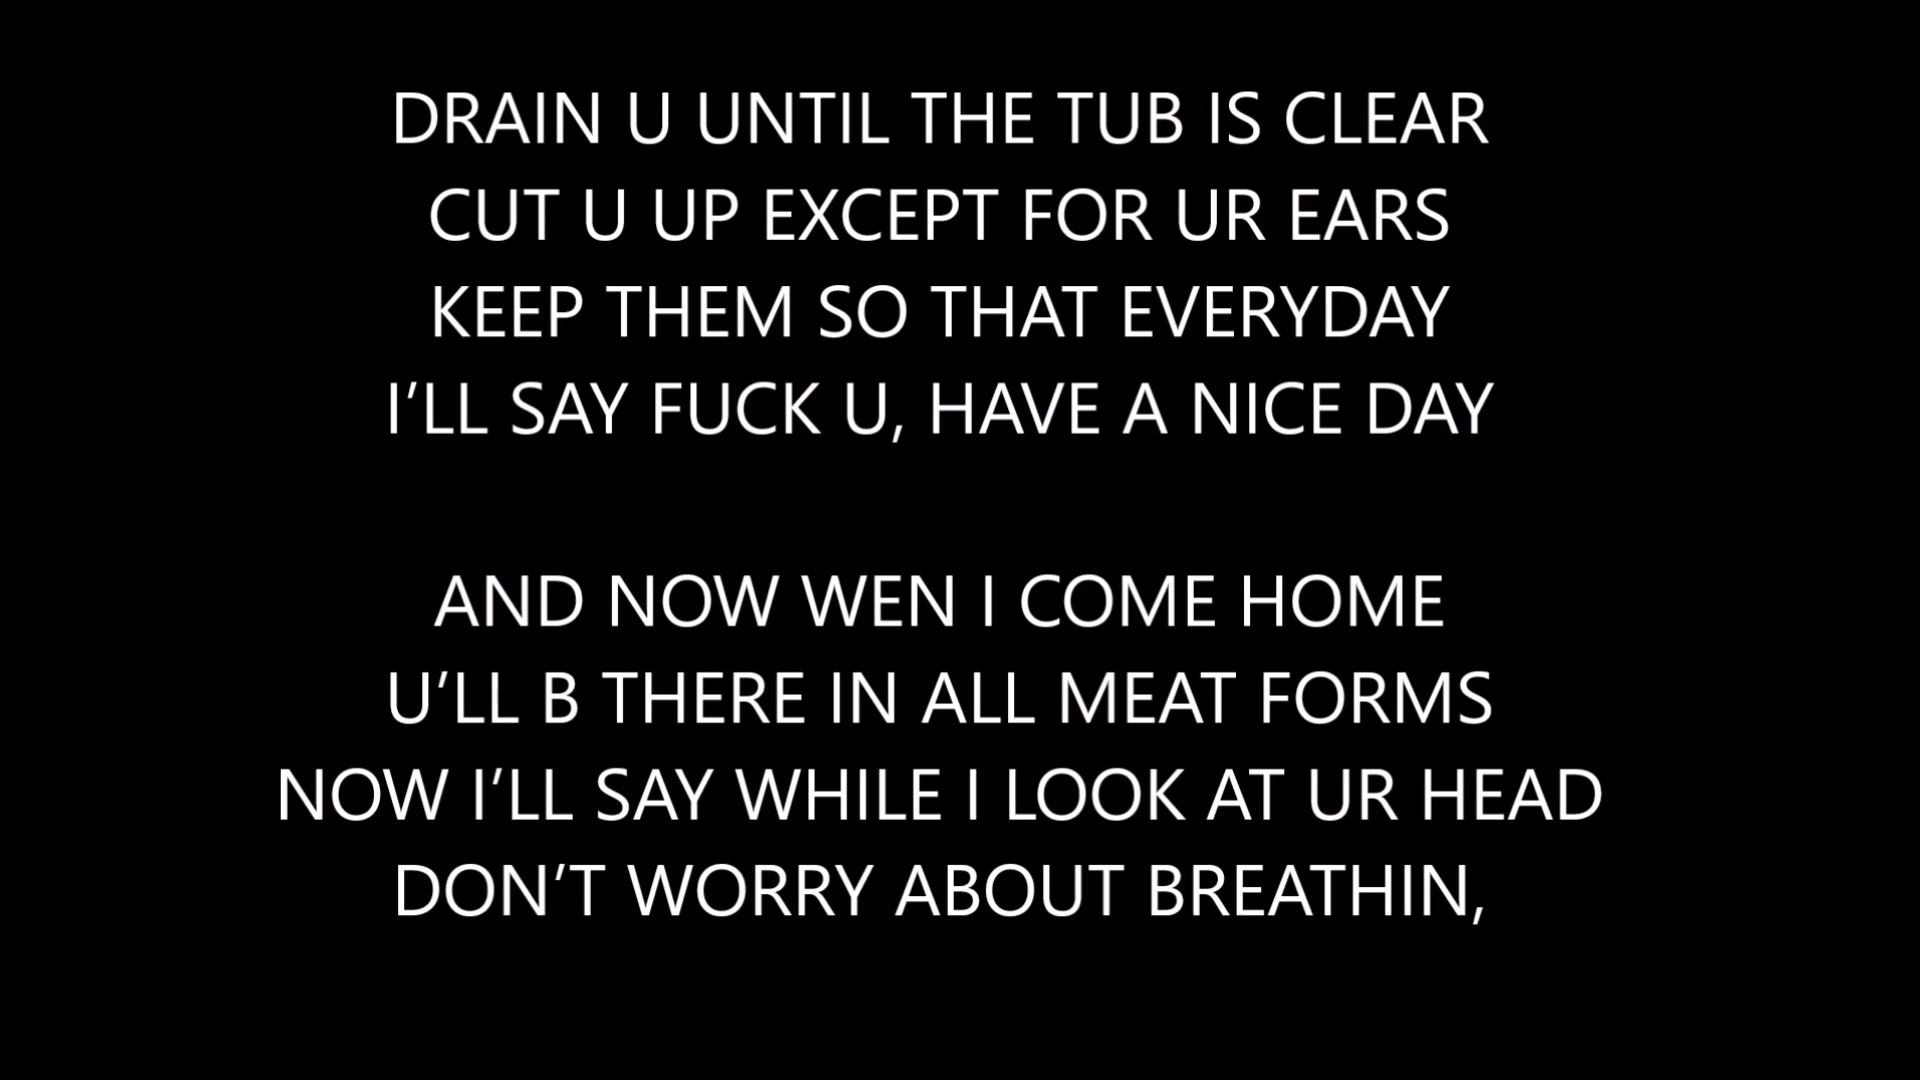 DRAIN U UNTIL THE TUB IS CLEAR
CUT U UP EXCEPT FOR UR EARS
KEEP THEM SO THAT EVERYDAY
I’LL SAY FUCK U, HAVE A NICE DAY
AND NOW WEN I COME HOME
U’LL B THERE IN ALL MEAT FORMS
NOW I’LL SAY WHILE I LOOK AT UR HEAD
DON’T WORRY ABOUT BREATHIN,